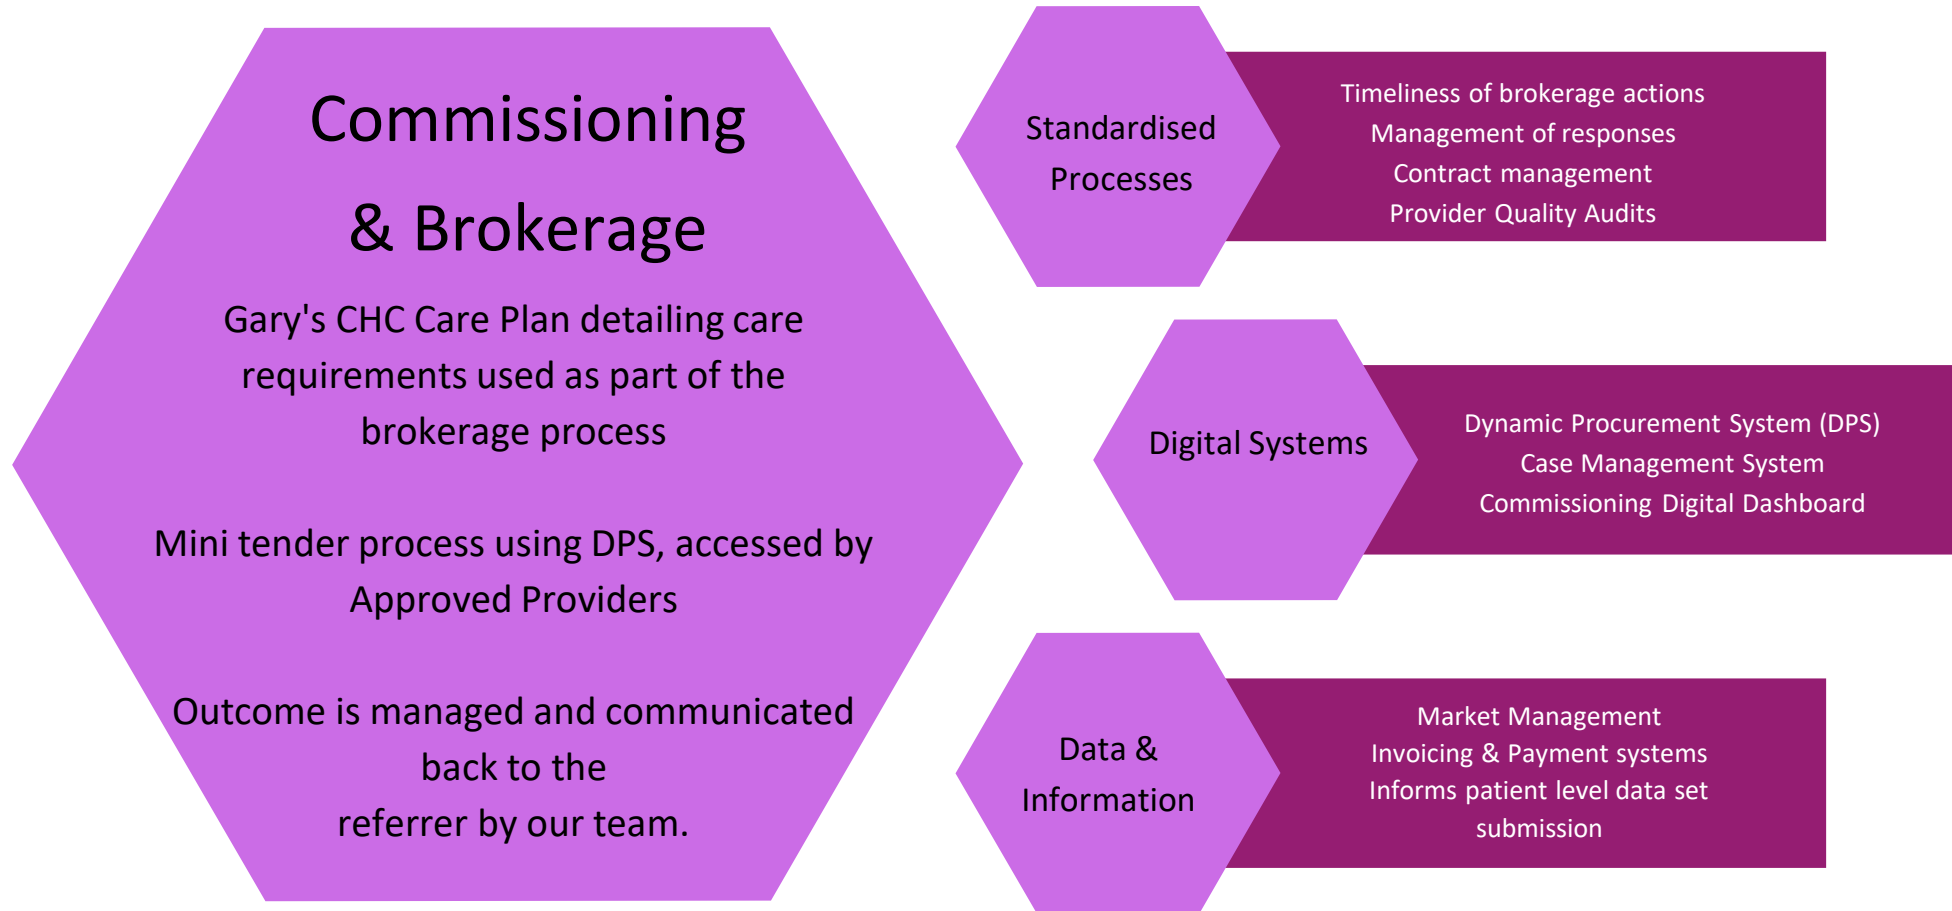 Commissioning
& Brokerage
Gary's CHC Care Plan detailing care
requirements used as part of the
brokerage process
Mini tender process using DPS, accessed by
Approved Providers
Outcome is managed and communicated
back to the
referrer by our team.
Standardised
Processes
Timeliness of brokerage actions
Management of responses
Contract management
Provider Quality Audits
Digital Systems
Dynamic Procurement System (DPS)
Case Management System
Commissioning Digital Dashboard
Data &
Information
Market Management
Invoicing & Payment systems
Informs patient level data set
submission